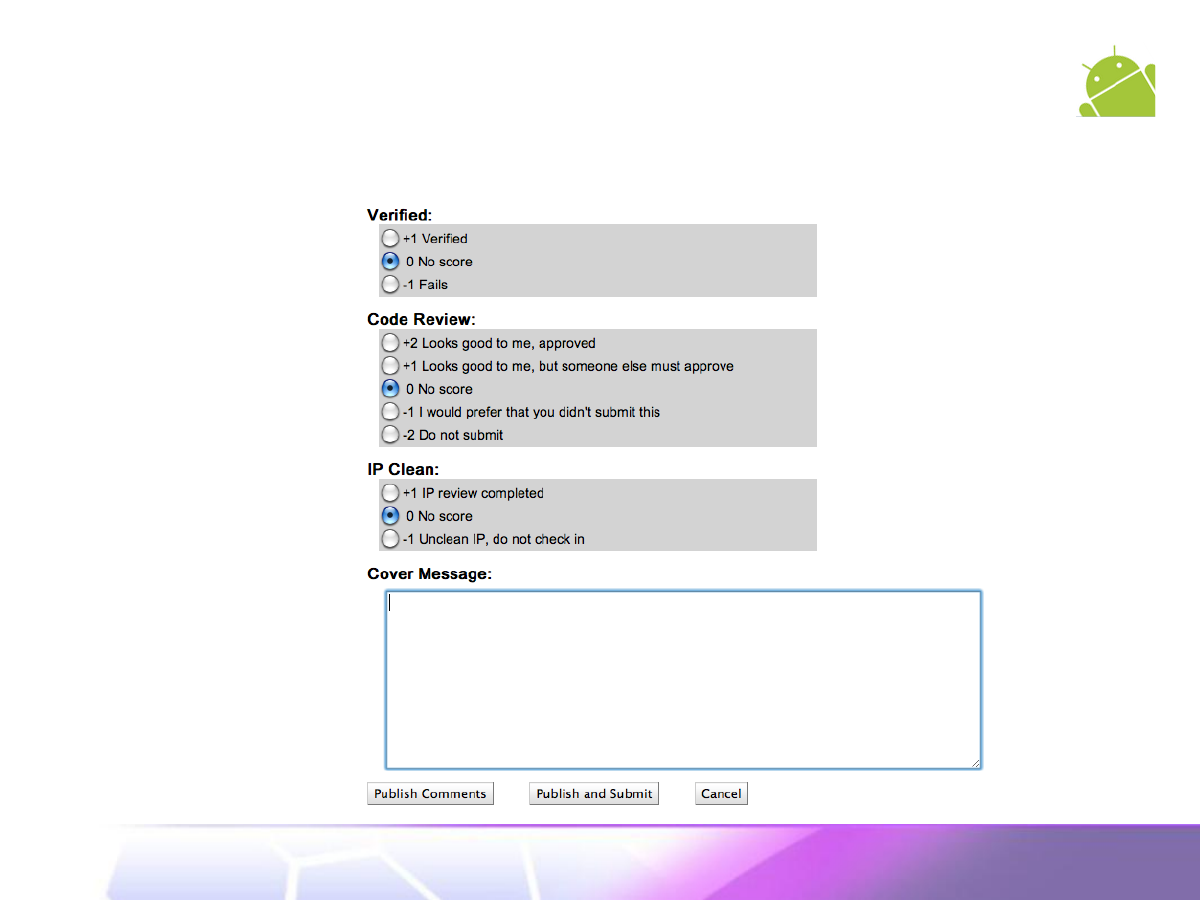 Verified:
+1 Verified
0 No score
-1 Fails
Code Review:
+2 Looks good to me, approved
+1 Looks good to me, but someone else must approve
0 No score
-1 I would prefer that you didn't submit this
-2 Do not submit
IP Clean:
+1 IP review completed
0 No score
-1 Unclean IP, do not check in
Cover Message:
Publish Comments Publish and Submit Cancel